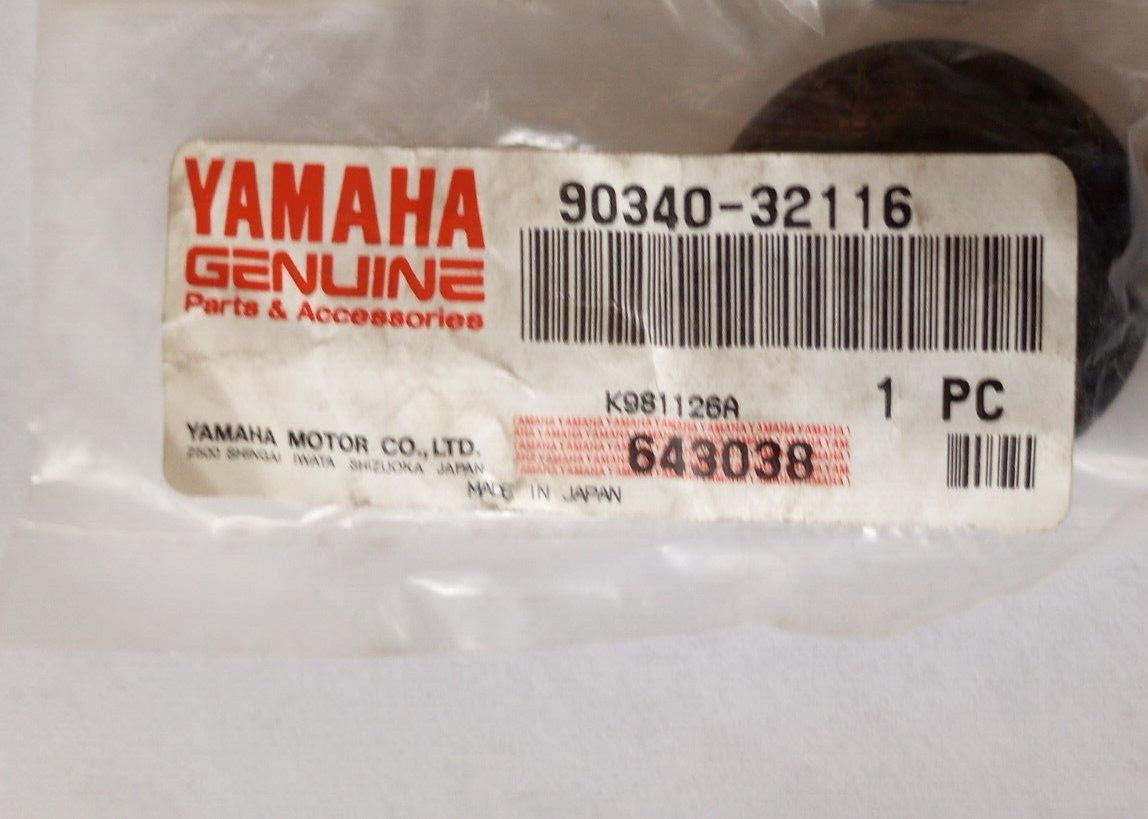 YAMAHA
GENUINE
Parts & Accessories
90340-32116
K981126A
1 PC
YAMAHA MOTOR CO., LTD.
2500 SHINGAI IWATA SHIZUOKA JAPAN
643038
MADE IN JAPAN